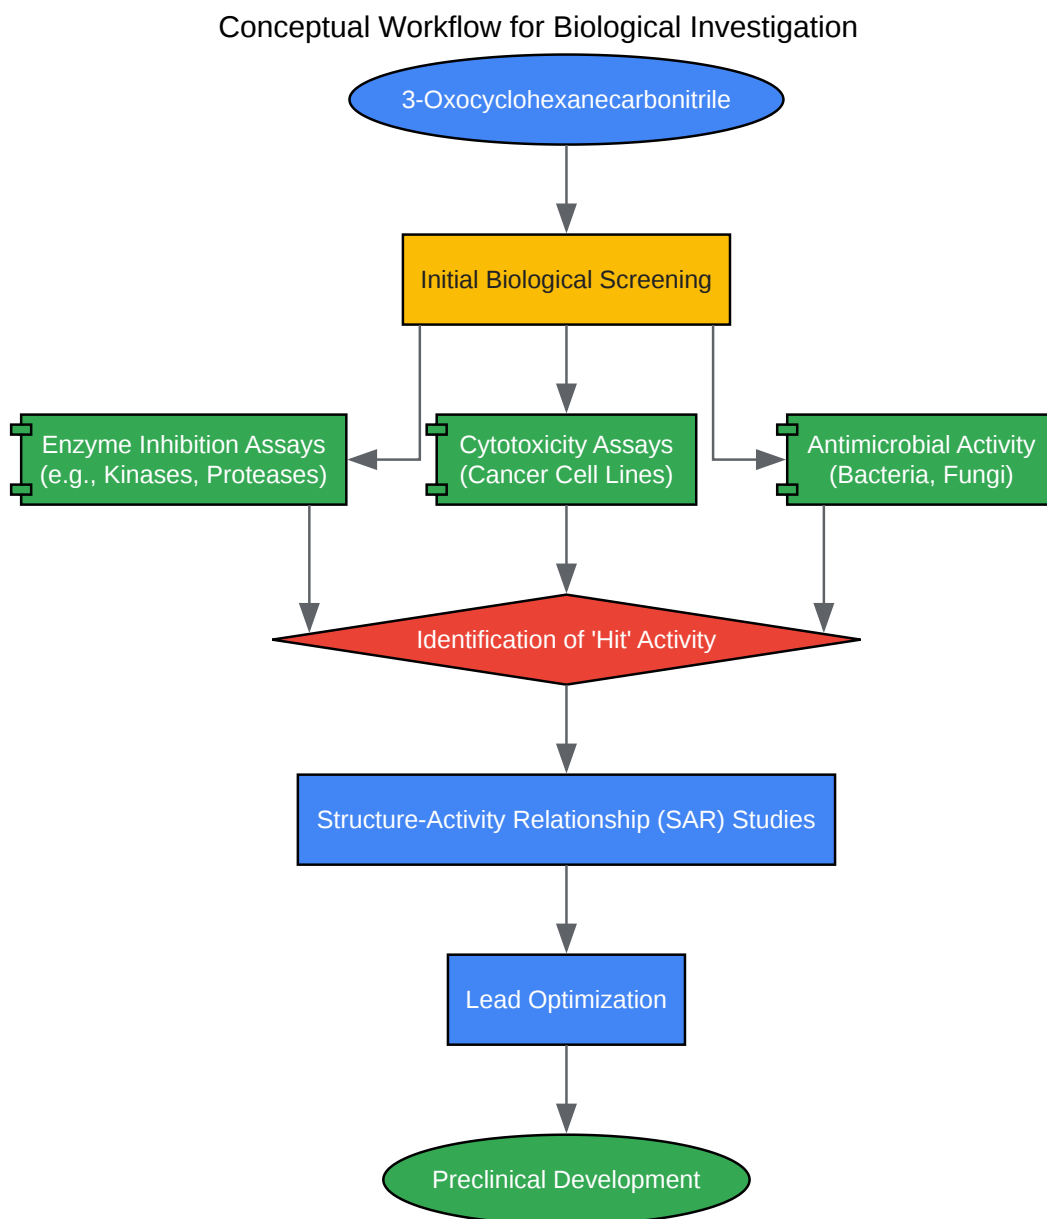 Conceptual Workflow for Biological Investigation
3-Oxocyclohexanecarbonitrile
Initial Biological Screening
Enzyme Inhibition Assays
(e.g., Kinases, Proteases)
Cytotoxicity Assays
(Cancer Cell Lines)
Antimicrobial Activity
(Bacteria, Fungi)
Identification of 'Hit' Activity
Structure-Activity Relationship (SAR) Studies
Lead Optimization
Preclinical Development